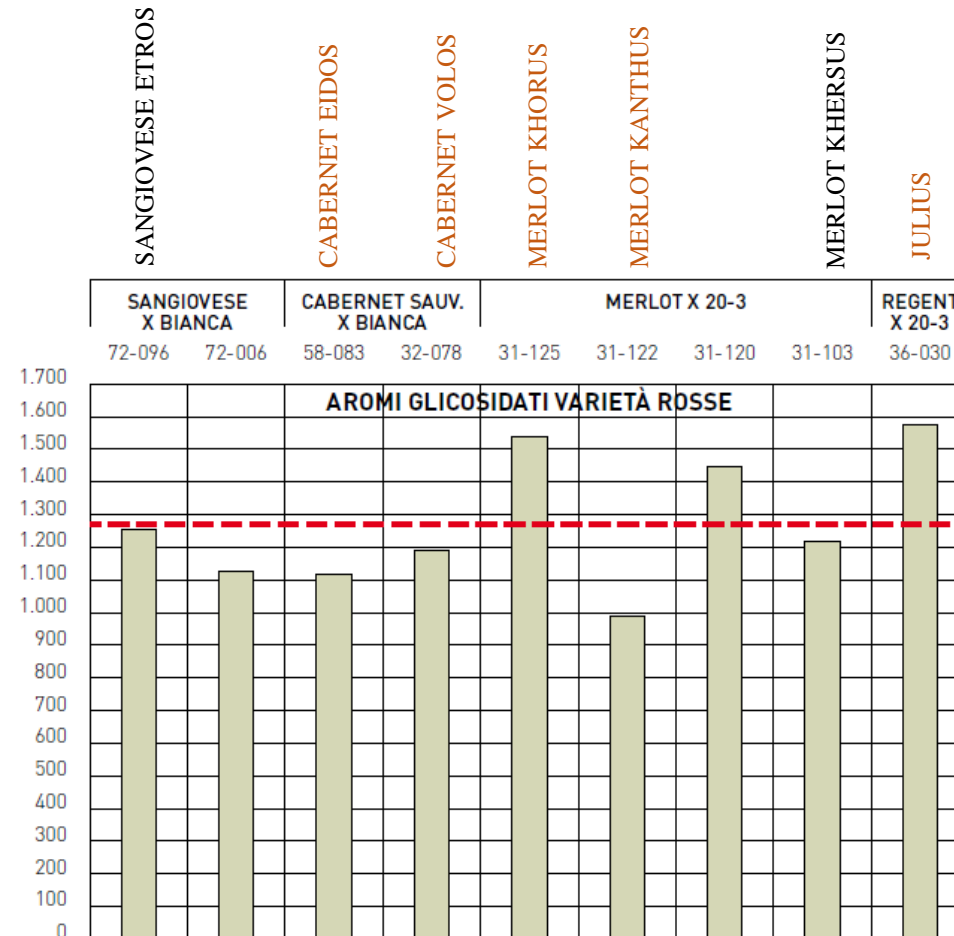 SANGIOVESE ETROS
CABERNET EIDOS
CABERNET VOLOS
MERLOT KHORUS
MERLOT KANTHUS
MERLOT KHERSUS
JULIUS
SANGIOVESE
X BIANCA
CABERNET SAUV.
X BIANCA
MERLOT X 20-3
REGENT
X 20-3
72-096 72-006 58-083 32-078 31-125 31-122 31-120 31-103 36-030
AROMI GLICOSIDATI VARIETÀ ROSSE
1.700
1.600
1.500
1.400
1.300
1.200
1.100
1.000
900
800
700
600
500
400
300
200
100
0